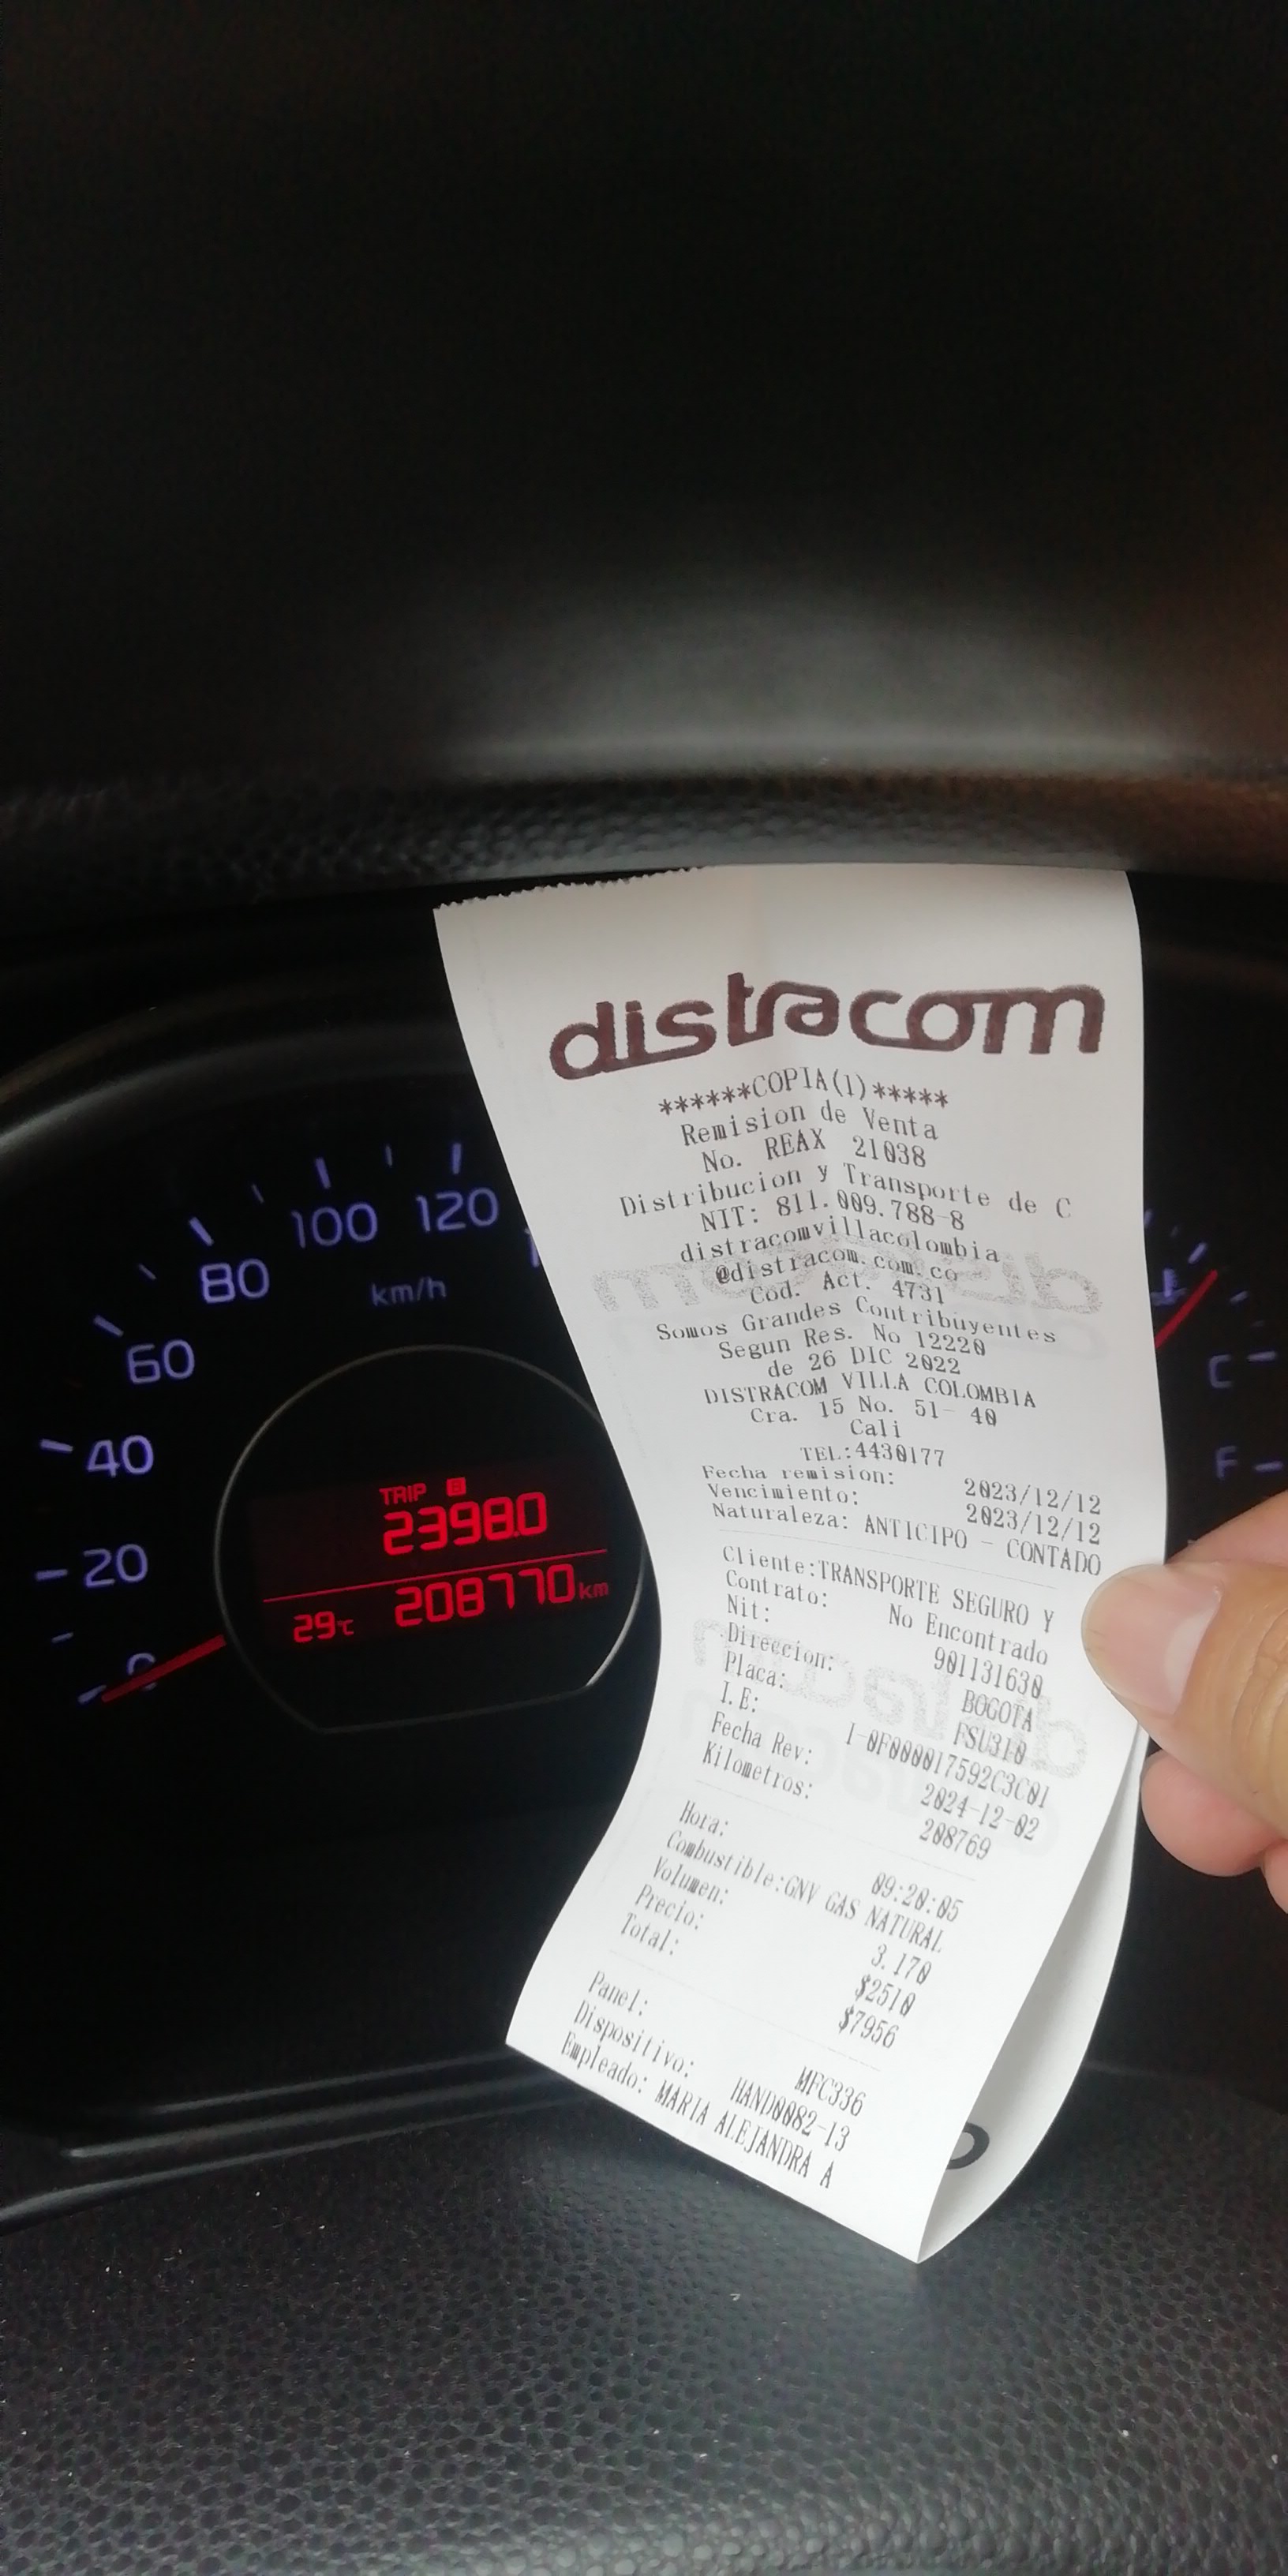 distracom
******COPIA(1)*****
Remision de Venta
No. REAX 21038
Distribucion y Transporte de C
NIT: 811.009.788-8
distracomvillacolombia
@distracom.com.co
Cod. Act. 4731
Somos Grandes Contribuyentes
Segun Res. No 12220
de 26 DIC 2022
DISTRACOM VILLA COLOMBIA
Cra. 15 No. 51- 40
Cali
TEL:4430177
Fecha remision: 2023/12/12
Vencimiento: 2023/12/12
Naturaleza: ANTICIPO - CONTADO
Cliente:TRANSPORTE SEGURO Y
Contrato: No Encontrado
Nit: 901131630
Direccion: BOGOTA
Placa: FSU310
I.E: 1-0F000017592C3C01
Fecha Rev: 2024-12-02
Kilometros: 208769
Hora: 09:20:05
Combustible:GNV GAS NATURAL
Volumen: 3.170
Precio: $2510
Total: $7956
Panel: MFC336
Dispositivo: HAND0082-13
Empleado: MARIA ALEJANDRA A
120
100
80
km/h
60
40
20
0
TRIP B
2398.0
29℃ 208770km
C
F